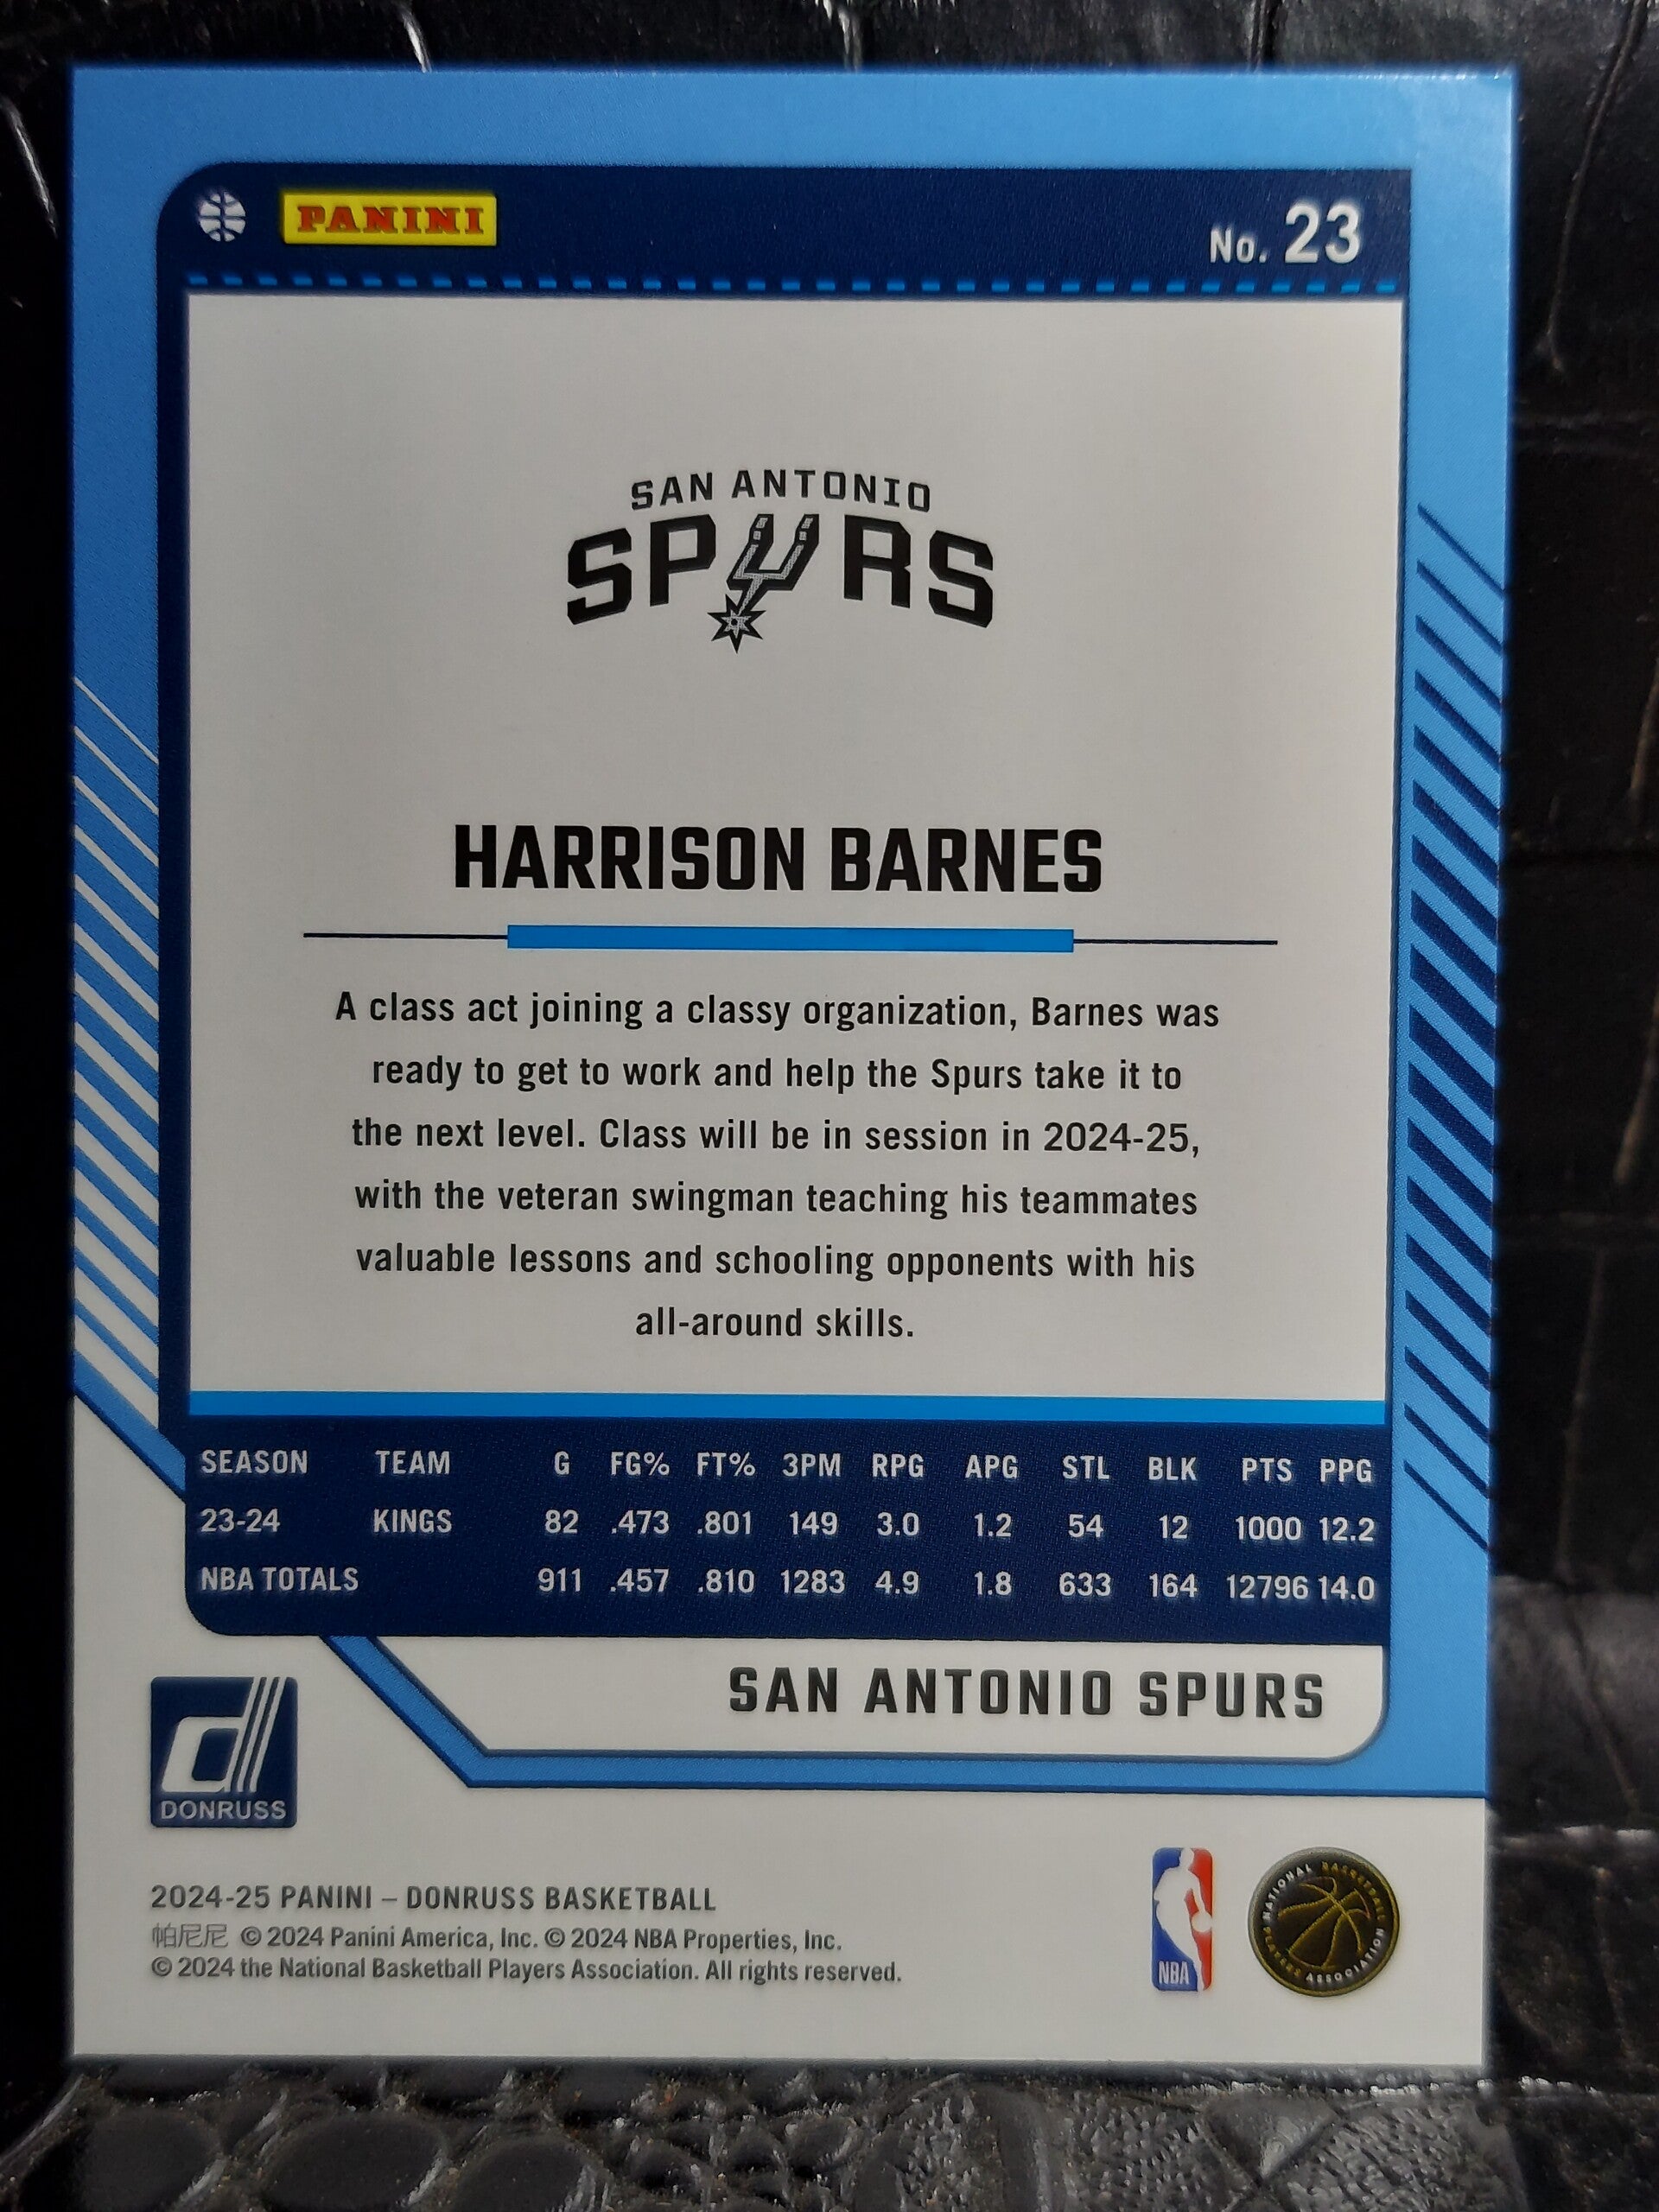 PANINI
No. 23
SAN ANTONIO
SPURS
HARRISON BARNES
A class act joining a classy organization, Barnes was
ready to get to work and help the Spurs take it to
the next level. Class will be in session in 2024-25,
with the veteran swingman teaching his teammates
valuable lessons and schooling opponents with his
all-around skills.
SEASON TEAM G FG% FT% 3PM RPG APG STL BLK PTS PPG
23-24 KINGS 82 .473 .801 149 3.0 1.2 54 12 1000 12.2
NBA TOTALS 911 .457 .810 1283 4.9 1.8 633 164 12796 14.0
SAN ANTONIO SPURS
DONRUSS
2024-25 PANINI – DONRUSS BASKETBALL
帕尼尼 © 2024 Panini America, Inc. © 2024 NBA Properties, Inc.
© 2024 the National Basketball Players Association. All rights reserved.
NBA
NATIONAL BASKETBALL
PLAYERS ASSOCIATION